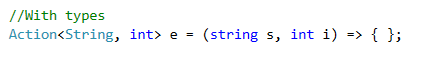 //With types
Action<String, int> e = (string s, int i) => { };